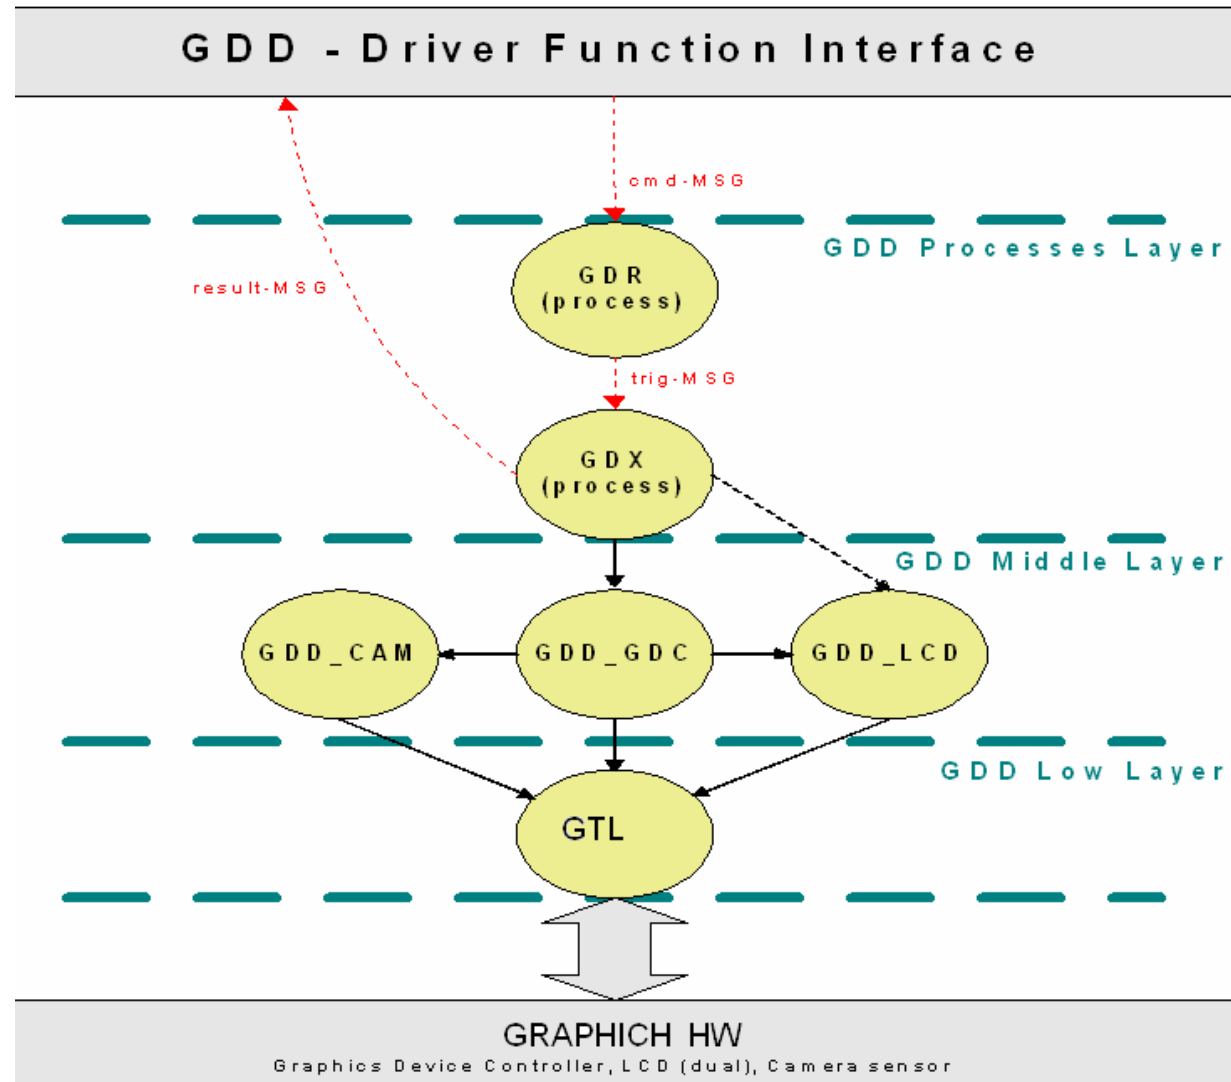 GDD - Driver Function Interface
cmd-MSG
GDD Processes Layer
GDR
(process)
result-MSG
trig-MSG
GDX
(process)
GDD Middle Layer
GDD_CAM
GDD_GDC
GDD_LCD
GDD Low Layer
GTL
GRAPHICH HW
Graphics Device Controller, LCD (dual), Camera sensor